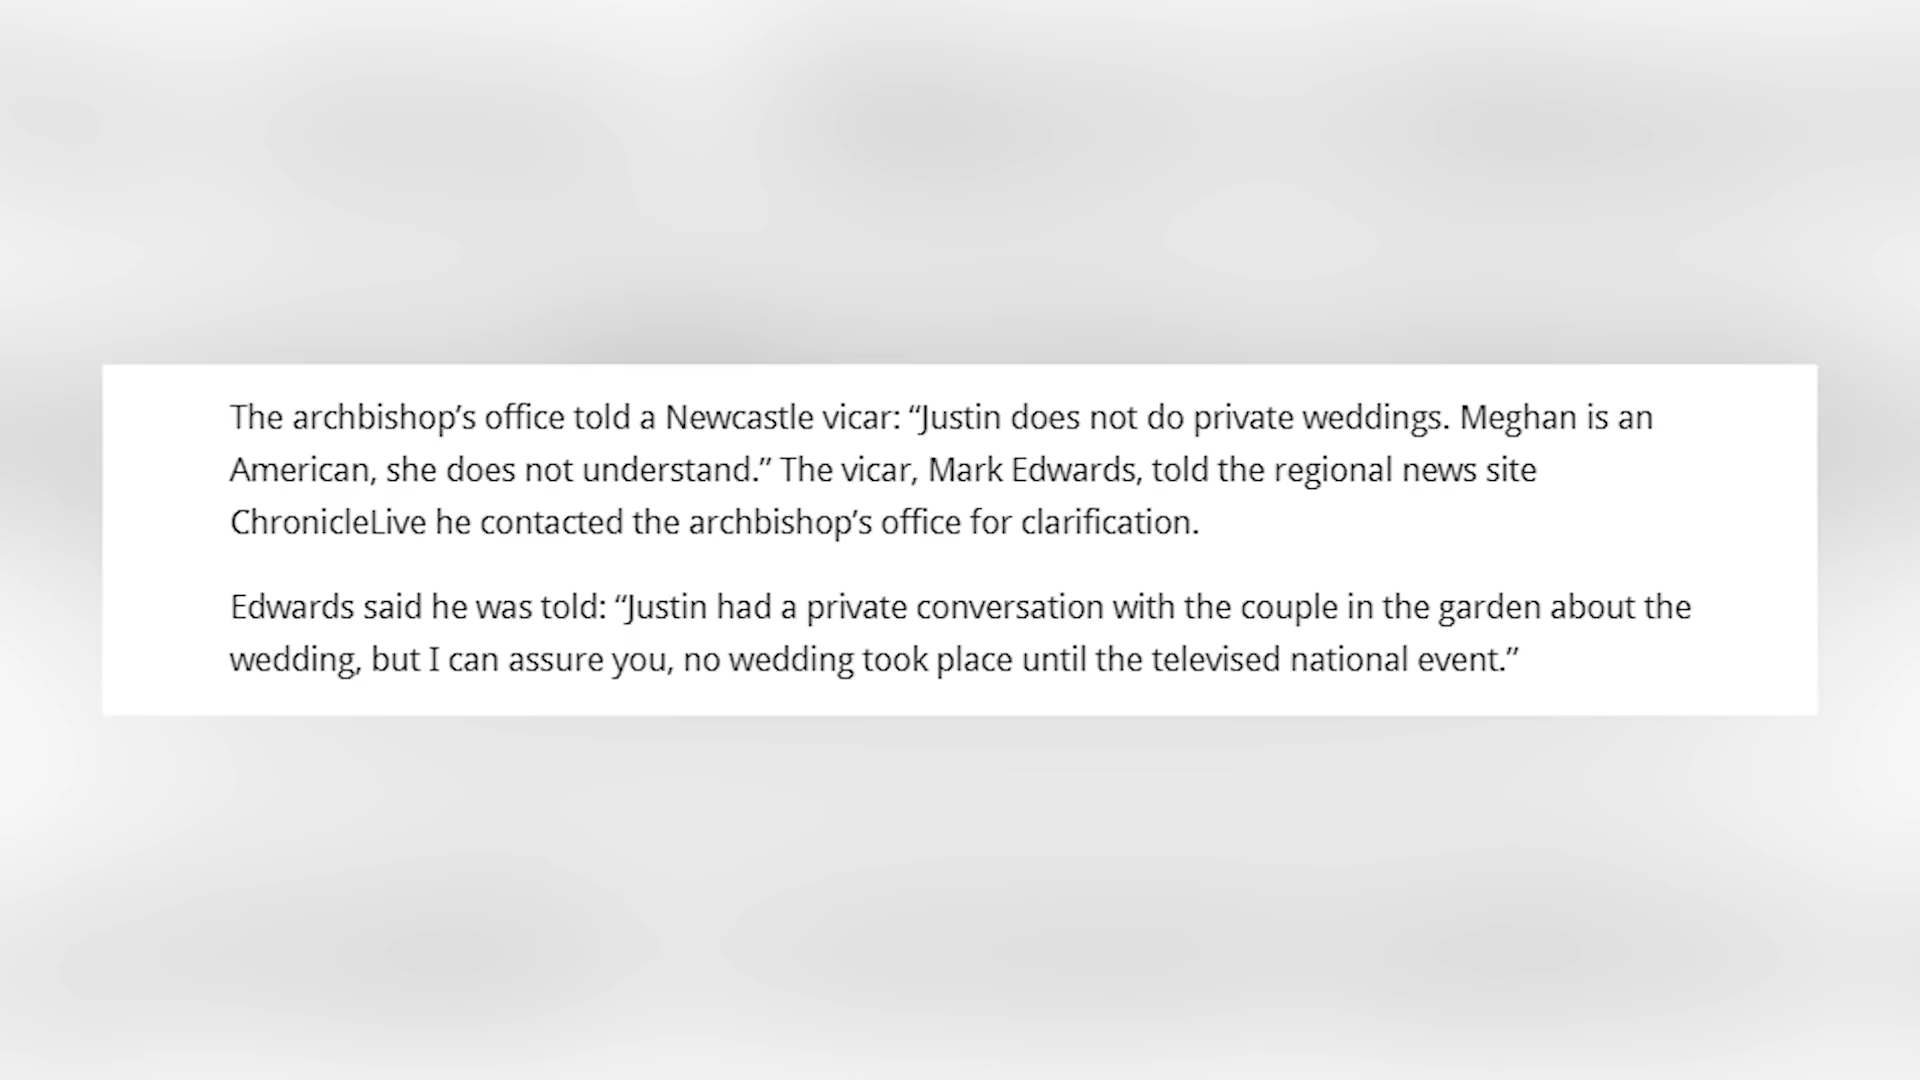 The archbishop’s office told a Newcastle vicar: “Justin does not do private weddings. Meghan is an
American, she does not understand.” The vicar, Mark Edwards, told the regional news site
ChronicleLive he contacted the archbishop’s office for clarification.
Edwards said he was told: “Justin had a private conversation with the couple in the garden about the
wedding, but I can assure you, no wedding took place until the televised national event.”